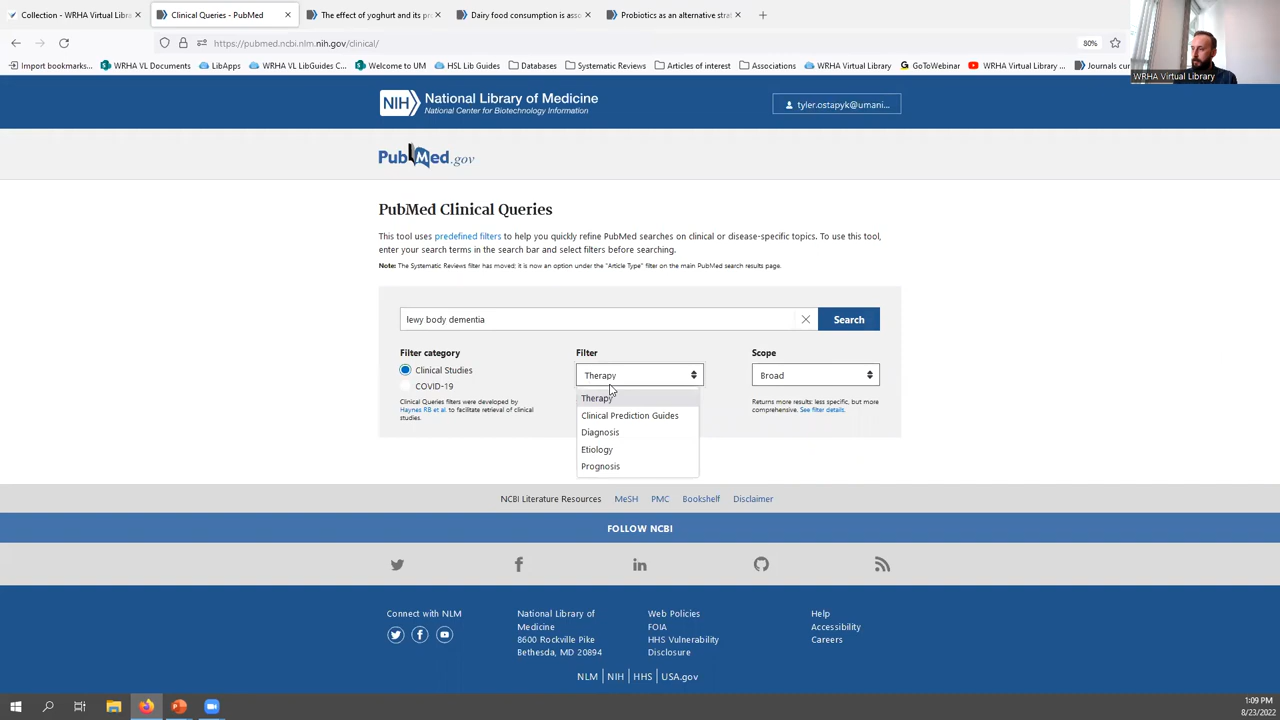 Collection - WRHA Virtual Libra
Clinical Queries - PubMed
The effect of yoghurt and its pro
Dairy food consumption is asso
Probiotics as an alternative strat
https://pubmed.ncbi.nlm.nih.gov/clinical/
80%
Import bookmarks...
WRHA VL Documents
LibApps
WRHA VL LibGuides C...
Welcome to UM
HSL Lib Guides
Databases
Systematic Reviews
Articles of interest
Associations
WRHA Virtual Library
GoToWebinar
WRHA Virtual Library ...
Journals cur
WRHA Virtual Library
NIH
National Library of Medicine
National Center for Biotechnology Information
tyler.ostapyk@umani...
PubMed.gov
PubMed Clinical Queries
This tool uses predefined filters to help you quickly refine PubMed searches on clinical or disease-specific topics. To use this tool,
enter your search terms in the search bar and select filters before searching.
Note: The Systematic Reviews filter has moved; it is now an option under the "Article Type" filter on the main PubMed search results page.
lewy body dementia
Search
Filter category
Filter
Scope
Clinical Studies
COVID-19
Therapy
Broad
Clinical Queries filters were developed by
Haynes RB et al. to facilitate retrieval of clinical
studies.
Therapy
Clinical Prediction Guides
Diagnosis
Etiology
Prognosis
Returns more results: less specific, but more
comprehensive. See filter details.
NCBI Literature Resources
MeSH
PMC
Bookshelf
Disclaimer
FOLLOW NCBI
Connect with NLM
National Library of
Medicine
8600 Rockville Pike
Bethesda, MD 20894
Web Policies
FOIA
HHS Vulnerability
Disclosure
Help
Accessibility
Careers
NLM | NIH | HHS | USA.gov
1:09 PM
8/23/2022